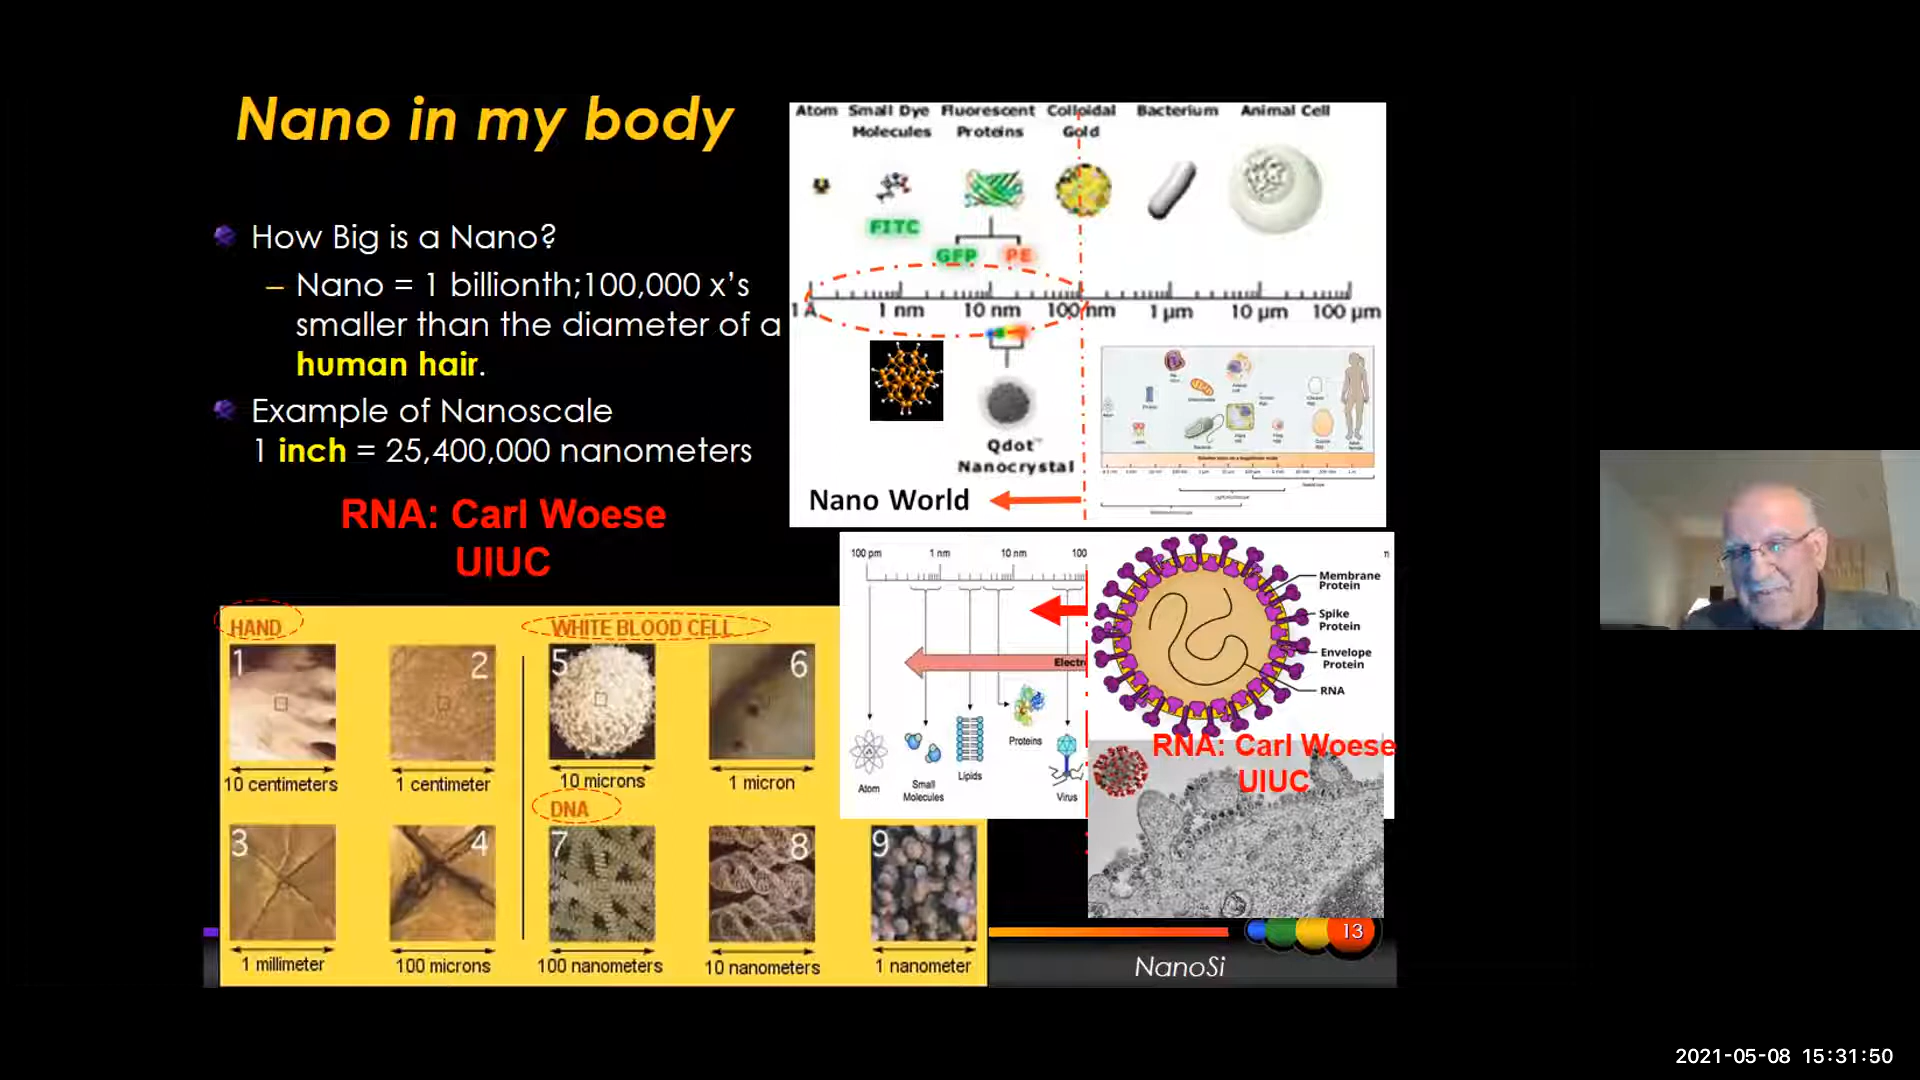 Nano in my body
How Big is a Nano?
– Nano = 1 billionth;100,000 x's
smaller than the diameter of a
human hair.
Example of Nanoscale
1 inch = 25,400,000 nanometers
RNA: Carl Woese
UIUC
Atom Small Dye Fluorescent Colloidal Bacterium Animal Cell
Molecules Proteins Gold
FITC
GFP PE
1 Å 1 nm 10 nm 100 nm 1 μm 10 μm 100 μm
Qdot™
Nanocrystal
Nano World
HAND
WHITE BLOOD CELL
1 2 5 6
10 centimeters 1 centimeter 10 microns 1 micron
DNA
3 4 7 8 9
1 millimeter 100 microns 100 nanometers 10 nanometers 1 nanometer
100 pm 1 nm 10 nm 100
Electr
Atom
Small
Molecules
Lipids
Proteins
Virus
Membrane
Protein
Spike
Protein
Envelope
Protein
RNA
RNA: Carl Woese
UIUC
13
NanoSi
2021-05-08 15:31:50